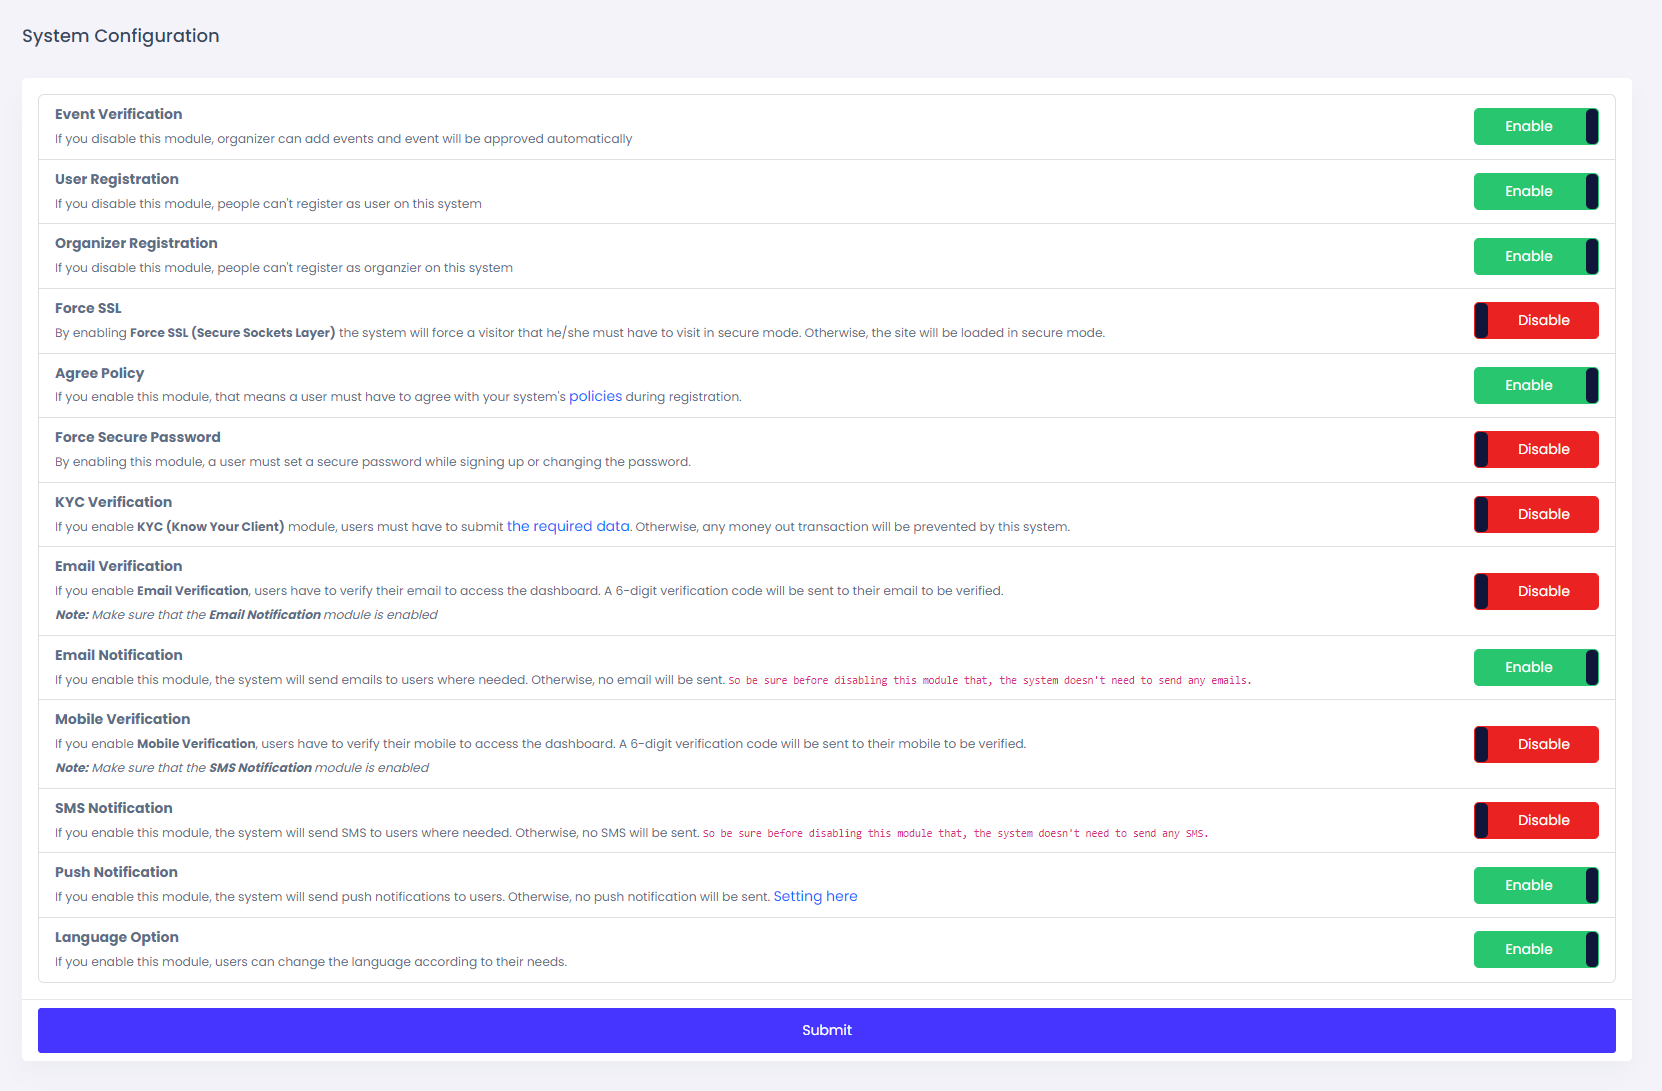 System Configuration
Event Verification
If you disable this module, organizer can add events and event will be approved automatically
Enable
User Registration
If you disable this module, people can't register as user on this system
Enable
Organizer Registration
If you disable this module, people can't register as organzier on this system
Enable
Force SSL
By enabling Force SSL (Secure Sockets Layer) the system will force a visitor that he/she must have to visit in secure mode. Otherwise, the site will be loaded in secure mode.
Disable
Agree Policy
If you enable this module, that means a user must have to agree with your system's policies during registration.
Enable
Force Secure Password
By enabling this module, a user must set a secure password while signing up or changing the password.
Disable
KYC Verification
If you enable KYC (Know Your Client) module, users must have to submit the required data. Otherwise, any money out transaction will be prevented by this system.
Disable
Email Verification
If you enable Email Verification, users have to verify their email to access the dashboard. A 6-digit verification code will be sent to their email to be verified.
Note: Make sure that the Email Notification module is enabled
Disable
Email Notification
If you enable this module, the system will send emails to users where needed. Otherwise, no email will be sent. So be sure before disabling this module that, the system doesn't need to send any emails.
Enable
Mobile Verification
If you enable Mobile Verification, users have to verify their mobile to access the dashboard. A 6-digit verification code will be sent to their mobile to be verified.
Note: Make sure that the SMS Notification module is enabled
Disable
SMS Notification
If you enable this module, the system will send SMS to users where needed. Otherwise, no SMS will be sent. So be sure before disabling this module that, the system doesn't need to send any SMS.
Disable
Push Notification
If you enable this module, the system will send push notifications to users. Otherwise, no push notification will be sent. Setting here
Enable
Language Option
If you enable this module, users can change the language according to their needs.
Enable
Submit